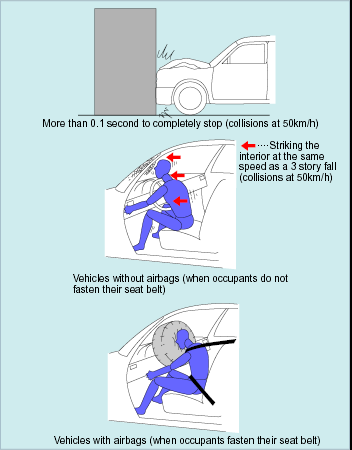 More than 0.1 second to completely stop (collisions at 50km/h)
····Striking the
interior at the same
speed as a 3 story fall
(collisions at 50km/h)
Vehicles without airbags (when occupants do not
fasten their seat belt)
Vehicles with airbags (when occupants fasten their seat belt)